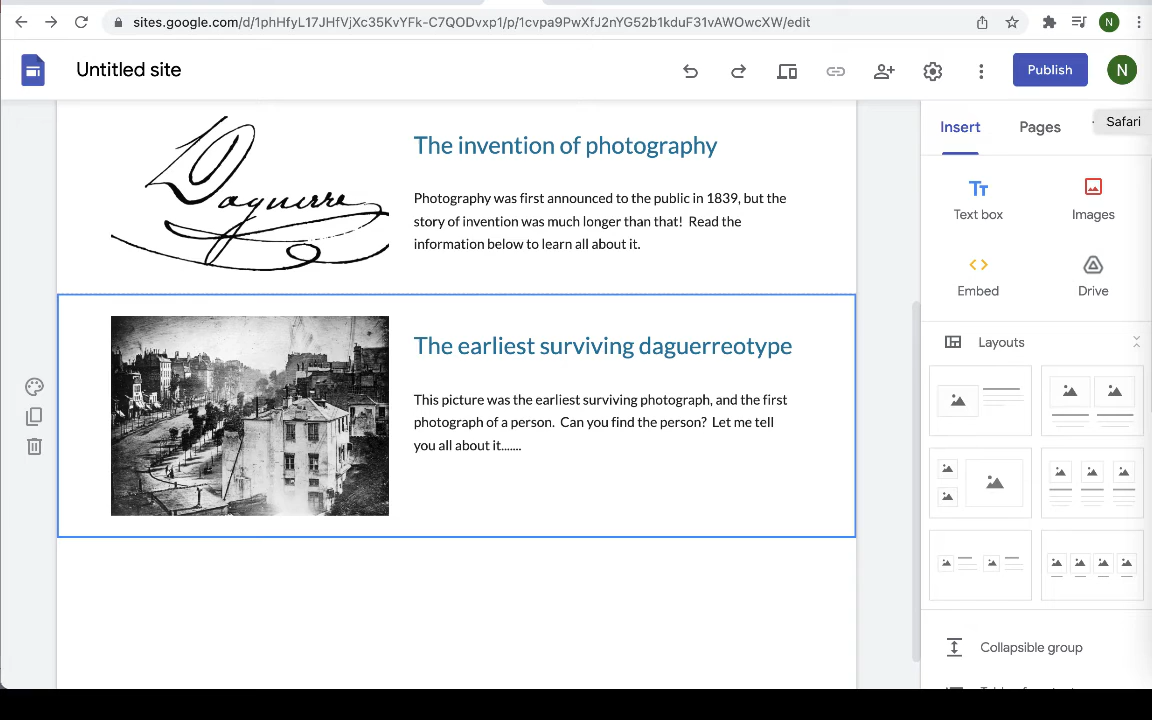 sites.google.com/d/1phHfyL17JHfVjXc35KvYFk-C7QODvxp1/p/1cvpa9PwXfJ2nYG52b1kduF31vAWOwcXW/edit
N
Untitled site
Publish
N
Insert
Pages
Safari
Daguerre
The invention of photography
Photography was first announced to the public in 1839, but the
story of invention was much longer than that! Read the
information below to learn all about it.
Tт Text box
Images
Embed
Drive
Layouts
The earliest surviving daguerreotype
This picture was the earliest surviving photograph, and the first
photograph of a person. Can you find the person? Let me tell
you all about it.......
Collapsible group